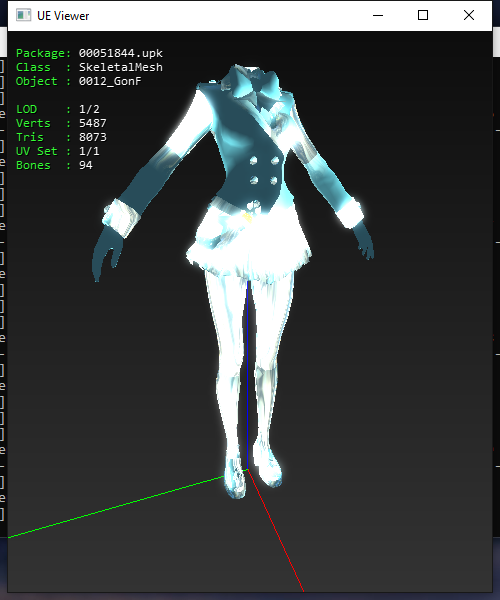 UE Viewer
Package: 00051844.upk
Class : SkeletalMesh
Object : 0012_GonF
LOD : 1/2
Verts : 5487
Tris : 8073
UV Set : 1/1
Bones : 94